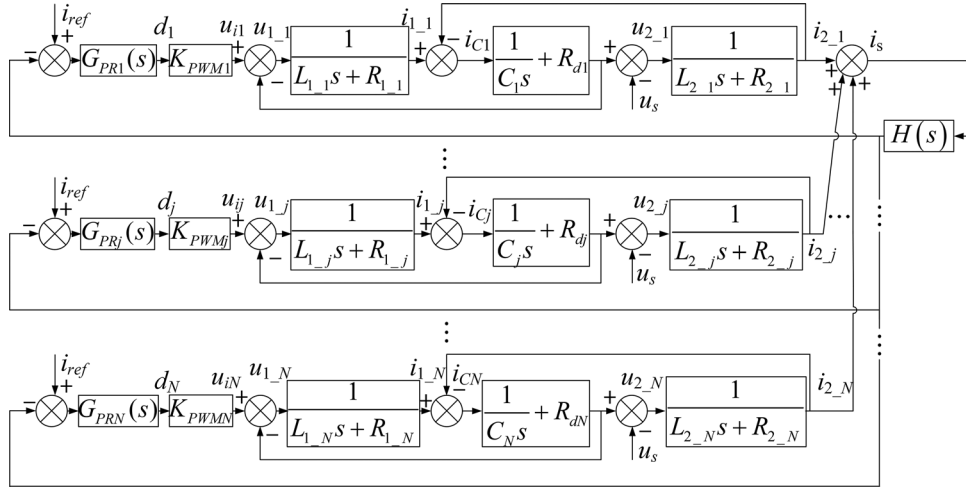 i_ref
d_1
u_i1
u_1_1
i_1_1
i_C1
u_2_1
i_2_1
i_s
− + G_PR1(s) K_PWM1 + − 1/(L_1_1 s + R_1_1) + − 1/(C_1 s) + R_d1 + − u_s 1/(L_2_1 s + R_2_1) + + + +
H(s)
⋮
i_ref
d_j
u_ij
u_1_j
i_1_j
i_Cj
u_2_j
− + G_PRj(s) K_PWMj + − 1/(L_1_j s + R_1_j) + − 1/(C_j s) + R_dj + − u_s 1/(L_2_j s + R_2_j) i_2_j ⋯ ⋮
⋮ ⋮
i_ref
d_N
u_iN
u_1_N
i_1_N
i_CN
u_2_N
i_2_N
− + G_PRN(s) K_PWMN + − 1/(L_1_N s + R_1_N) + − 1/(C_N s) + R_dN + − u_s 1/(L_2_N s + R_2_N)